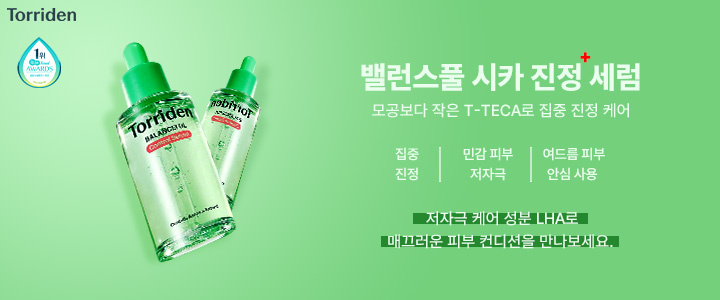 Torriden
1위
AWARDS
Torriden
BALANCEFUL
Control Serum
Torriden
밸런스풀 시카 진정 세럼
모공보다 작은 T-TECA로 집중 진정 케어
집중
진정
민감 피부
저자극
여드름 피부
안심 사용
저자극 케어 성분 LHA로
매끄러운 피부 컨디션을 만나보세요.